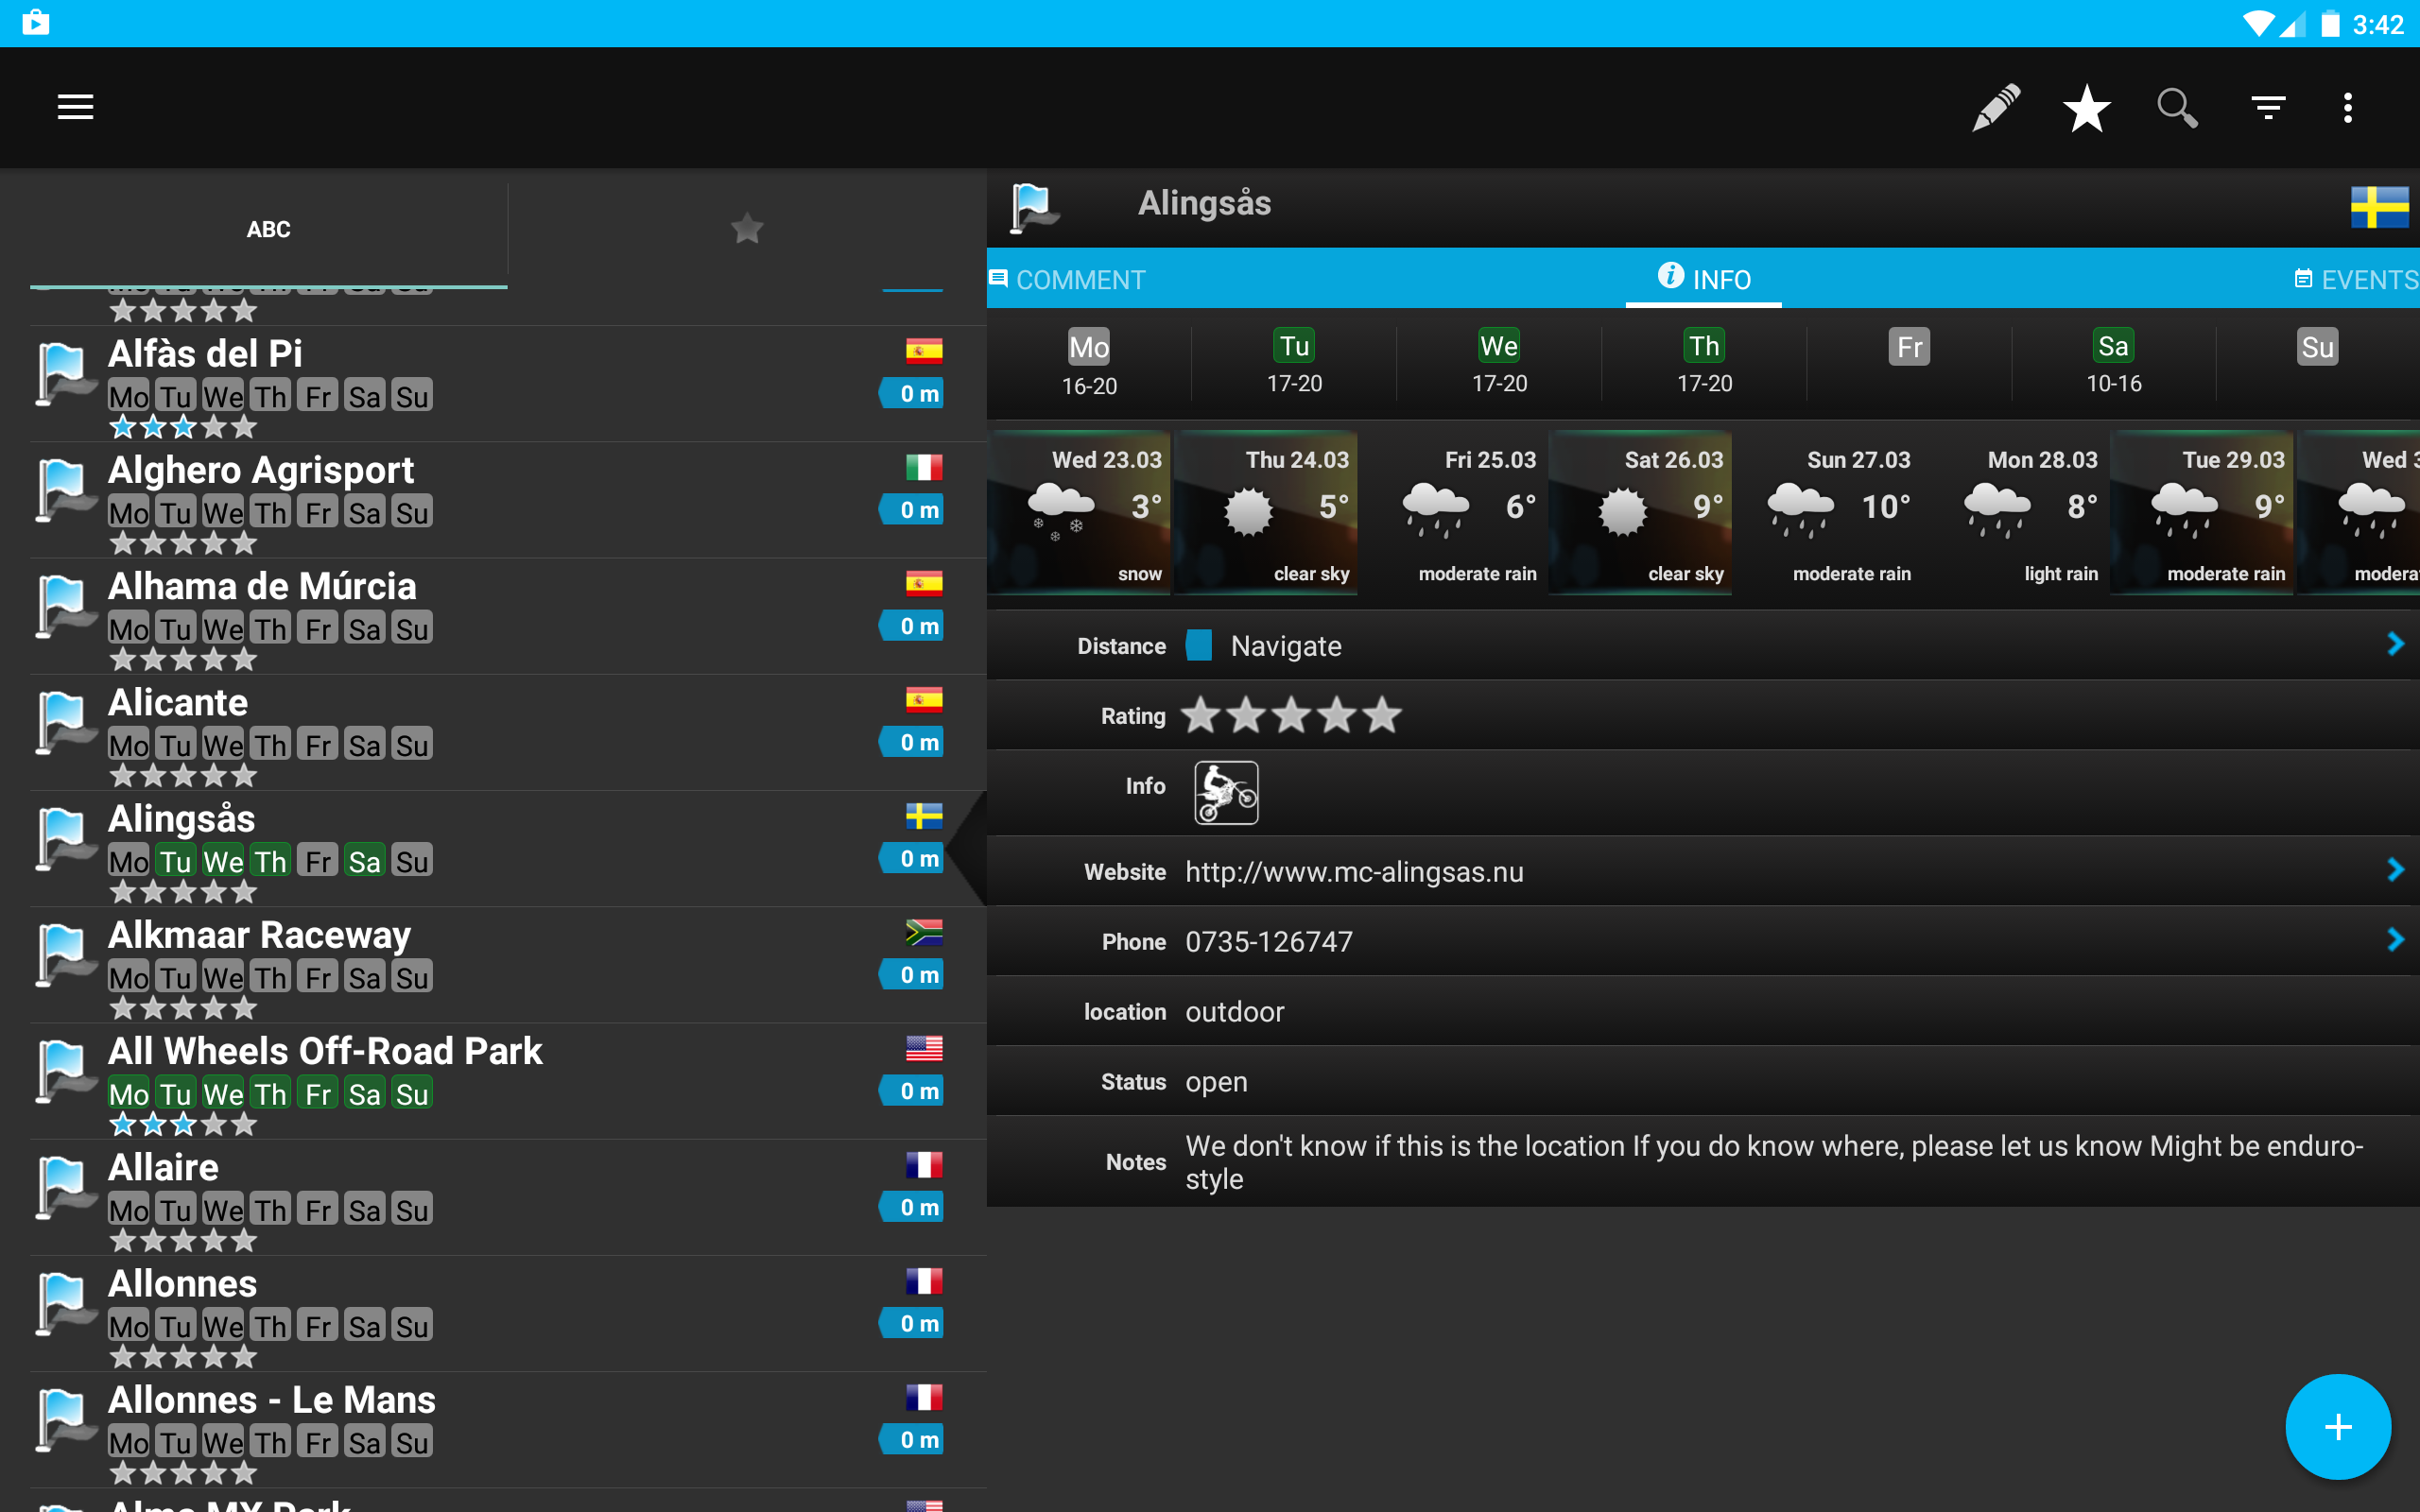 3:42
ABC
Alfàs del Pi
Mo Tu We Th Fr Sa Su
0 m
Alghero Agrisport
Mo Tu We Th Fr Sa Su
0 m
Alhama de Múrcia
Mo Tu We Th Fr Sa Su
0 m
Alicante
Mo Tu We Th Fr Sa Su
0 m
Alingsås
Mo Tu We Th Fr Sa Su
0 m
Alkmaar Raceway
Mo Tu We Th Fr Sa Su
0 m
All Wheels Off-Road Park
Mo Tu We Th Fr Sa Su
0 m
Allaire
Mo Tu We Th Fr Sa Su
0 m
Allonnes
Mo Tu We Th Fr Sa Su
0 m
Allonnes - Le Mans
Mo Tu We Th Fr Sa Su
0 m
Alingsås
COMMENT INFO EVENTS
Mo Tu We Th Fr Sa Su
16-20 17-20 17-20 17-20 10-16
Wed 23.03 Thu 24.03 Fri 25.03 Sat 26.03 Sun 27.03 Mon 28.03 Tue 29.03 Wed 3
3° 5° 6° 9° 10° 8° 9°
snow clear sky moderate rain clear sky moderate rain light rain moderate rain modera
Distance Navigate
Rating
Info
Website http://www.mc-alingsas.nu
Phone 0735-126747
location outdoor
Status open
Notes We don't know if this is the location If you do know where, please let us know Might be enduro-
style